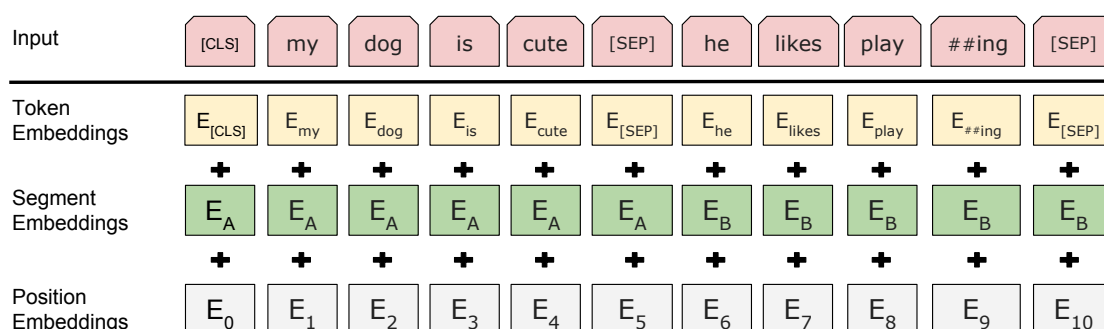 Input [CLS] my dog is cute [SEP] he likes play ##ing [SEP]
Token
Embeddings E[CLS] Emy Edog Eis Ecute E[SEP] Ehe Elikes Eplay E##ing E[SEP]
+ + + + + + + + + + +
Segment
Embeddings EA EA EA EA EA EA EB EB EB EB EB
+ + + + + + + + + + +
Position
Embeddings E0 E1 E2 E3 E4 E5 E6 E7 E8 E9 E10